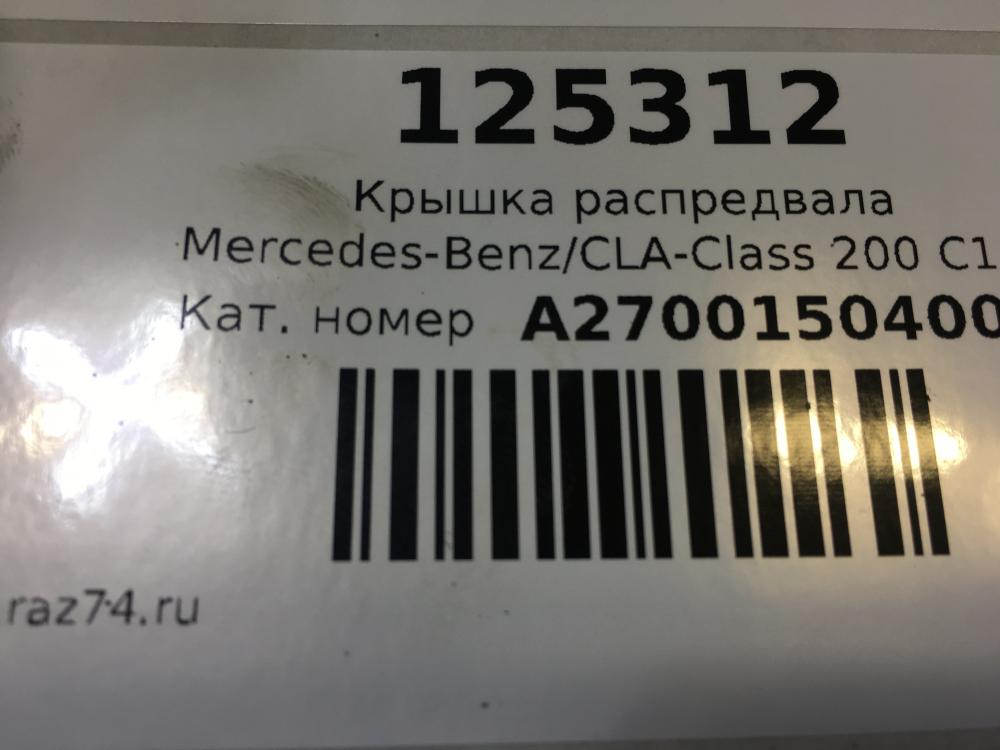 125312
Крышка распредвала
Mercedes-Benz/CLA-Class 200 C1
Кат. номер A2700150400
raz74.ru